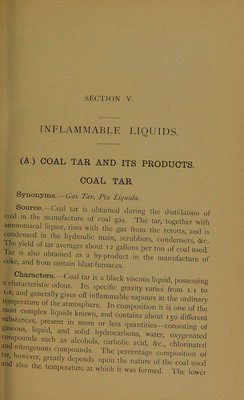 SECTION V.
INFLAMMABLE LIQUIDS.
(A.) COAL TAR AND ITS PRODUCTS.
COAL TAR.
Synonyms.—Gas Tar, Pix Liquida.
Source.—Coal tar is obtained during the distillation of
coal in the manufacture of coal gas. The tar, together with
ammoniacal liquor, rises with the gas from the retorts, and is
condensed in the hydraulic main, scrubbers, condensers, &c.
The yield of tar averages about 12 gallons per ton of coal used.
Tar is also obtained as a by-product in the manufacture of
coke, and from certain blast-furnaces.
Characters.—Coal tar is a black viscous liquid, possessing
a characteristic odour. Its specific gravity varies from 1.1 to
1.2, and generally gives off inflammable vapours at the ordinary
temperature of the atmosphere. In composition it is one of the
most complex liquids known, and contains about 150 different
substances, present in more or less quantities—consisting of
gaseous, liquid, and solid hydrocarbons, water, oxygenated
compounds such as alcohols, carbolic acid, &c., chlorinated
and nitrogenous compounds. The percentage composition of
tar, however, greatly depends upon the nature of the coal used
and also the temperature at which it was formed. The lower